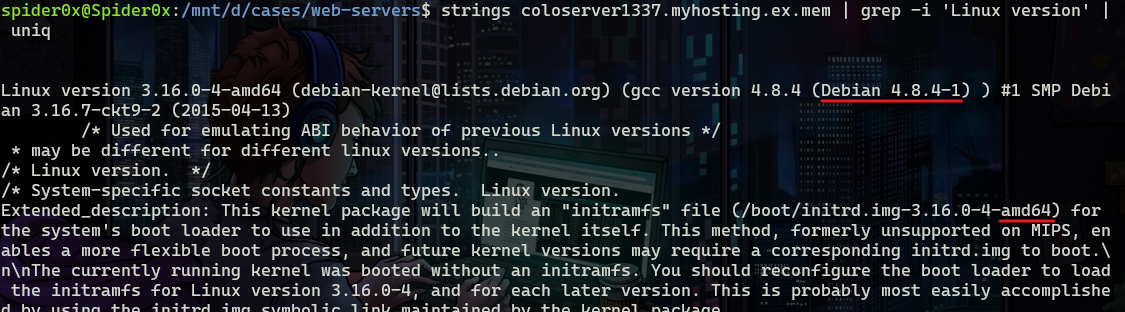 spider0x@Spider0x:/mnt/d/cases/web-servers$ strings coloserver1337.myhosting.ex.mem | grep -i 'Linux version' |
 uniq
Linux version 3.16.0-4-amd64 (debian-kernel@lists.debian.org) (gcc version 4.8.4 (Debian 4.8.4-1) ) #1 SMP Debi
an 3.16.7-ckt9-2 (2015-04-13)
        /* Used for emulating ABI behavior of previous Linux versions */
 * may be different for different linux versions..
/* Linux version.  */
/* System-specific socket constants and types.  Linux version.
Extended_description: This kernel package will build an "initramfs" file (/boot/initrd.img-3.16.0-4-amd64) for
the system's boot loader to use in addition to the kernel itself. This method, formerly unsupported on MIPS, en
ables a more flexible boot process, and future kernel versions may require a corresponding initrd.img to boot.\
n\nThe currently running kernel was booted without an initramfs. You should reconfigure the boot loader to load
 the initramfs for Linux version 3.16.0-4, and for each later version. This is probably most easily accomplishe
d by using the initrd.img symbolic link maintained by the kernel package.